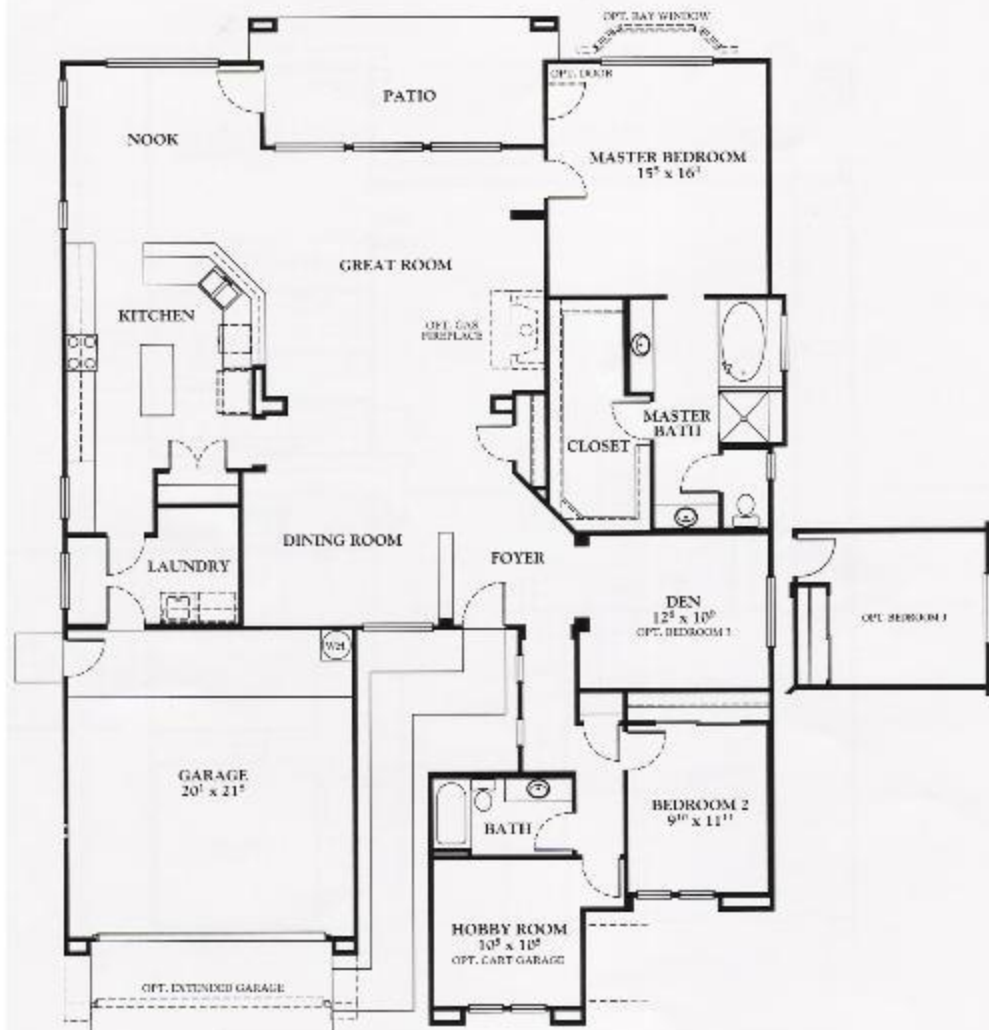 OPT. BAY WINDOW
OPT. DOOR
PATIO
NOOK
MASTER BEDROOM
GREAT ROOM
KITCHEN
OPT. GAS
FIREPLACE
MASTER
BATH
CLOSET
DINING ROOM
FOYER
LAUNDRY
DEN
OPT. BEDROOM 3
OPT. BEDROOM 3
WH
GARAGE
BEDROOM 2
9¹⁰ x 11¹¹
BATH
HOBBY ROOM
OPT. CART GARAGE
OPT. EXTENDED GARAGE